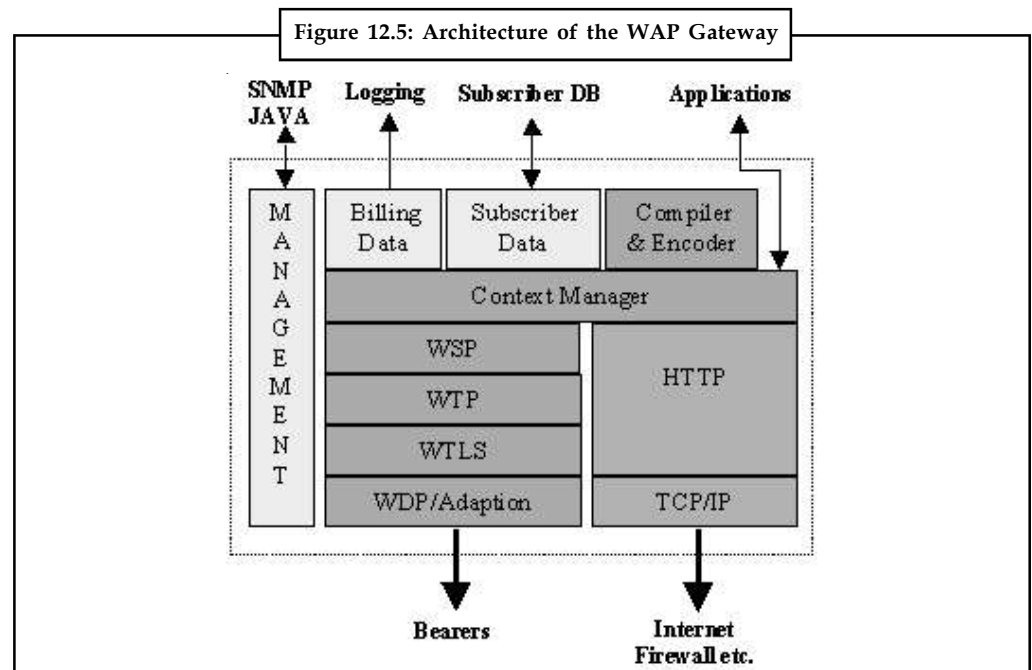 Figure 12.5: Architecture of the WAP Gateway
SNMP
JAVA
Logging
Subscriber DB
Applications
MANAGEMENT
Billing
Data
Subscriber
Data
Compiler
& Encoder
Context Manager
WSP
HTTP
WTP
WTLS
WDP/Adaption
TCP/IP
Bearers
Internet
Firewall etc.